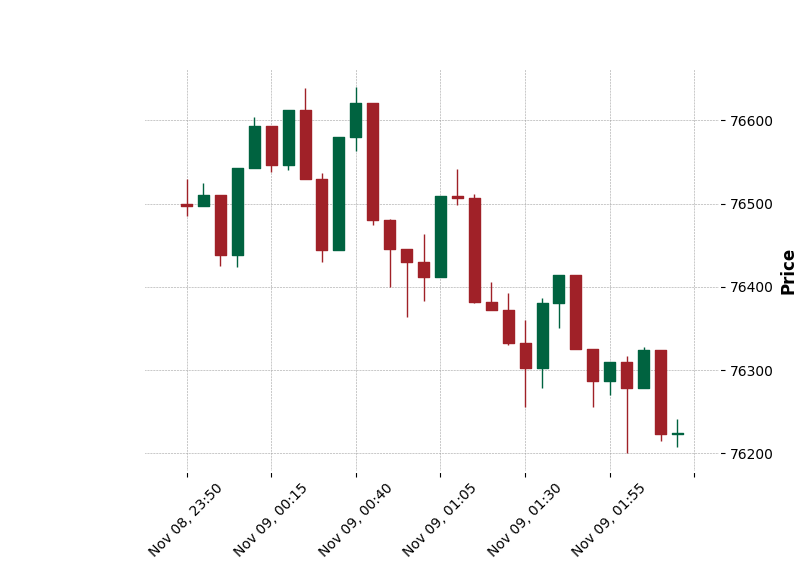 76600
76500
76400
76300
76200
Price
Nov 08, 23:50
Nov 09, 00:15
Nov 09, 00:40
Nov 09, 01:05
Nov 09, 01:30
Nov 09, 01:55